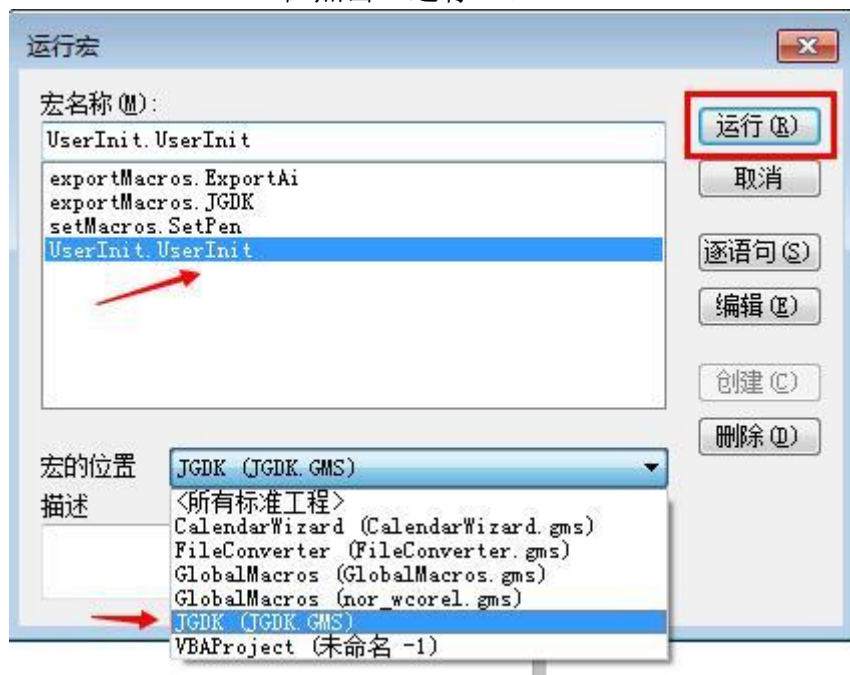 运行宏
宏名称(M):
UserInit.UserInit
运行(R)
exportMacros.ExportAi
exportMacros.JGDK
setMacros.SetPen
UserInit.UserInit
取消
逐语句(S)
编辑(E)
创建(C)
删除(D)
宏的位置
JGDK (JGDK.GMS)
描述
<所有标准工程>
CalendarWizard (CalendarWizard.gms)
FileConverter (FileConverter.gms)
GlobalMacros (GlobalMacros.gms)
GlobalMacros (nor_wcorel.gms)
JGDK (JGDK.GMS)
VBAProject (未命名 -1)